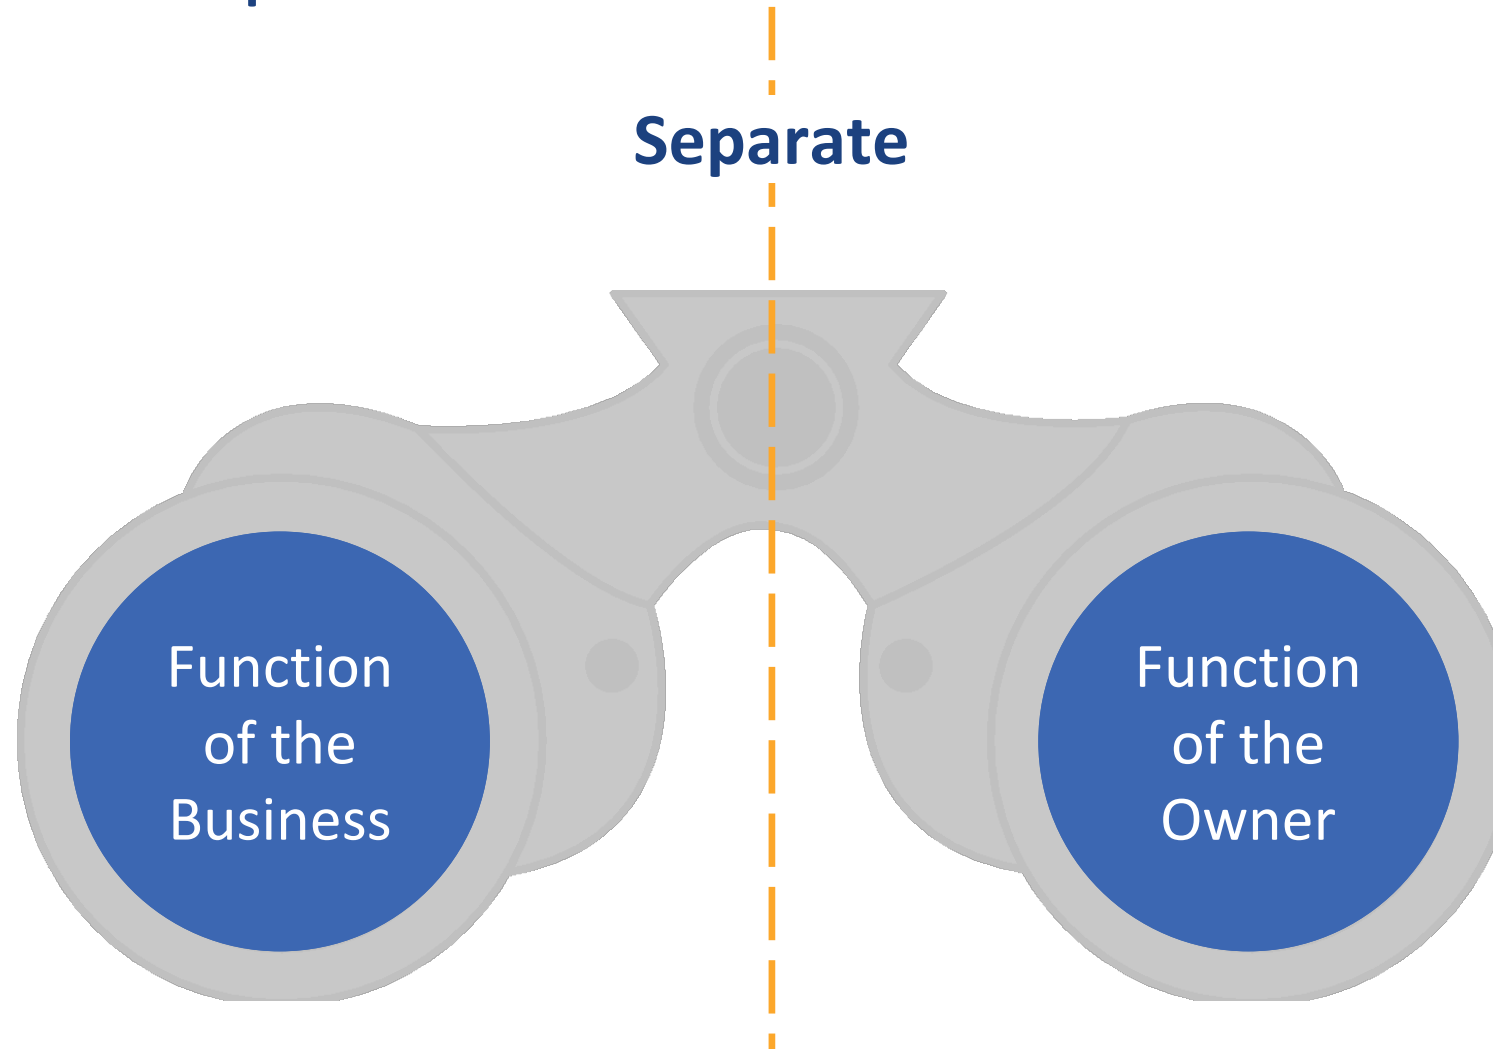 Separate
Function
of the
Business
Function
of the
Owner